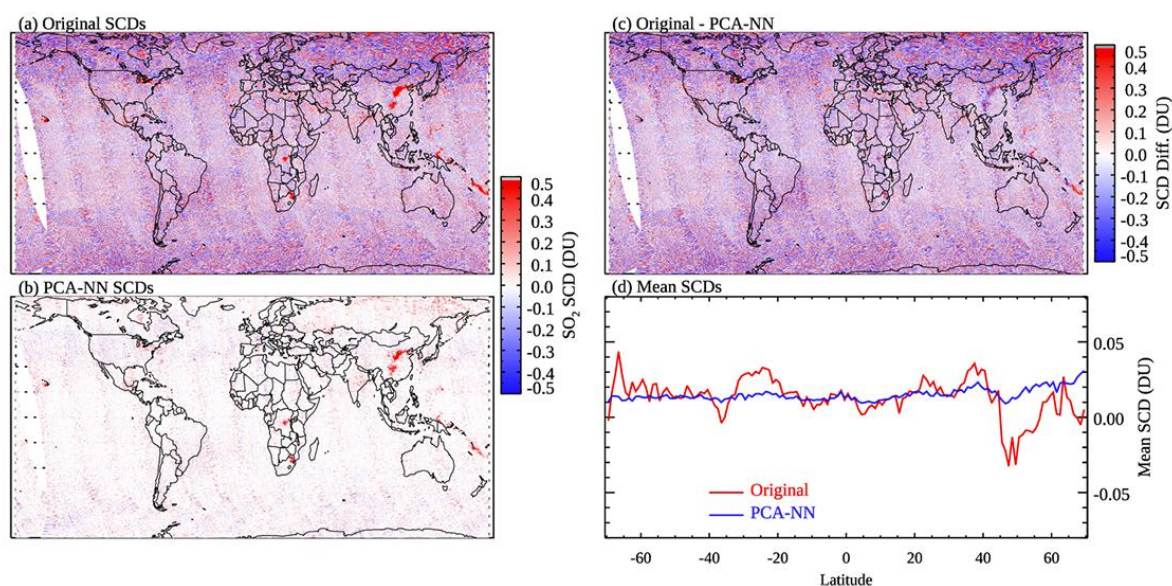 (a) Original SCDs
(c) Original - PCA-NN
0.5
0.4
0.3
0.2
0.1
0.0
-0.1
-0.2
-0.3
-0.4
-0.5
SCD Diff. (DU)
0.5
0.4
0.3
0.2
0.1
0.0
-0.1
-0.2
-0.3
-0.4
-0.5
SO₂ SCD (DU)
(b) PCA-NN SCDs
(d) Mean SCDs
0.05
0.00
-0.05
Mean SCD (DU)
Original
PCA-NN
-60 -40 -20 0 20 40 60
Latitude